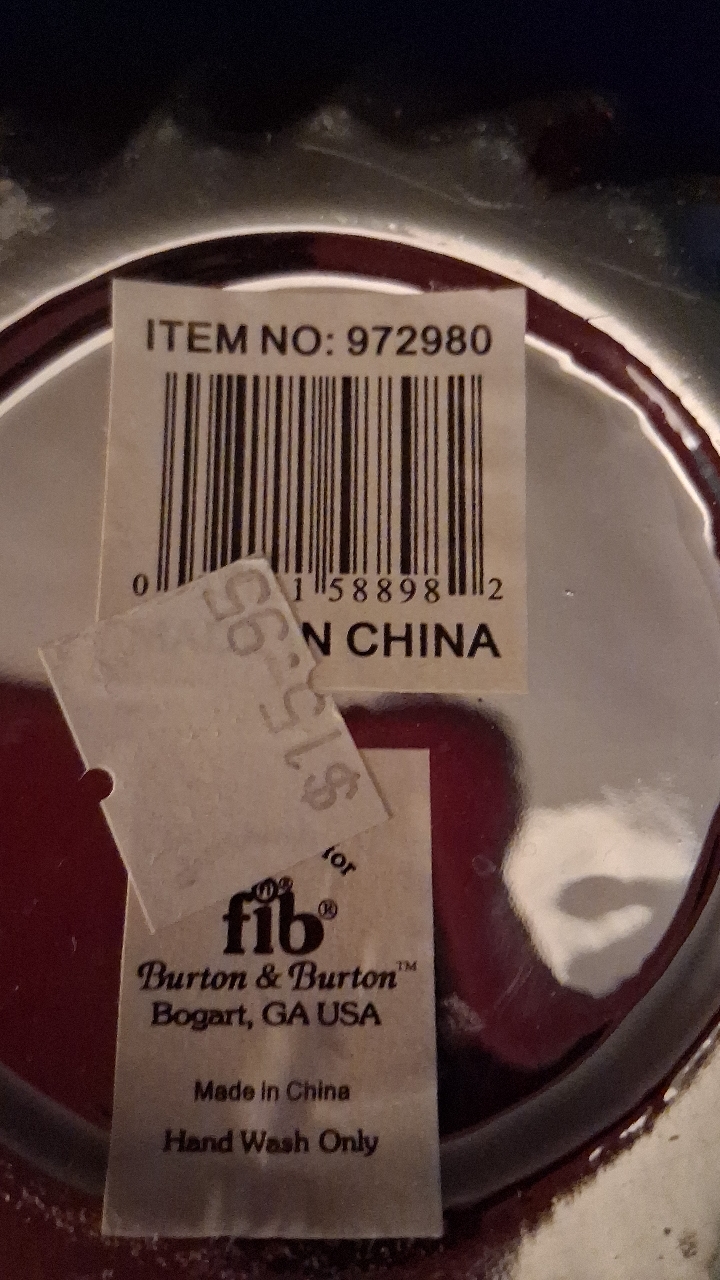 ITEM NO: 972980
0 1 58898 2
N CHINA
$15.95
for
fib®
Burton & Burton™
Bogart, GA USA
Made in China
Hand Wash Only